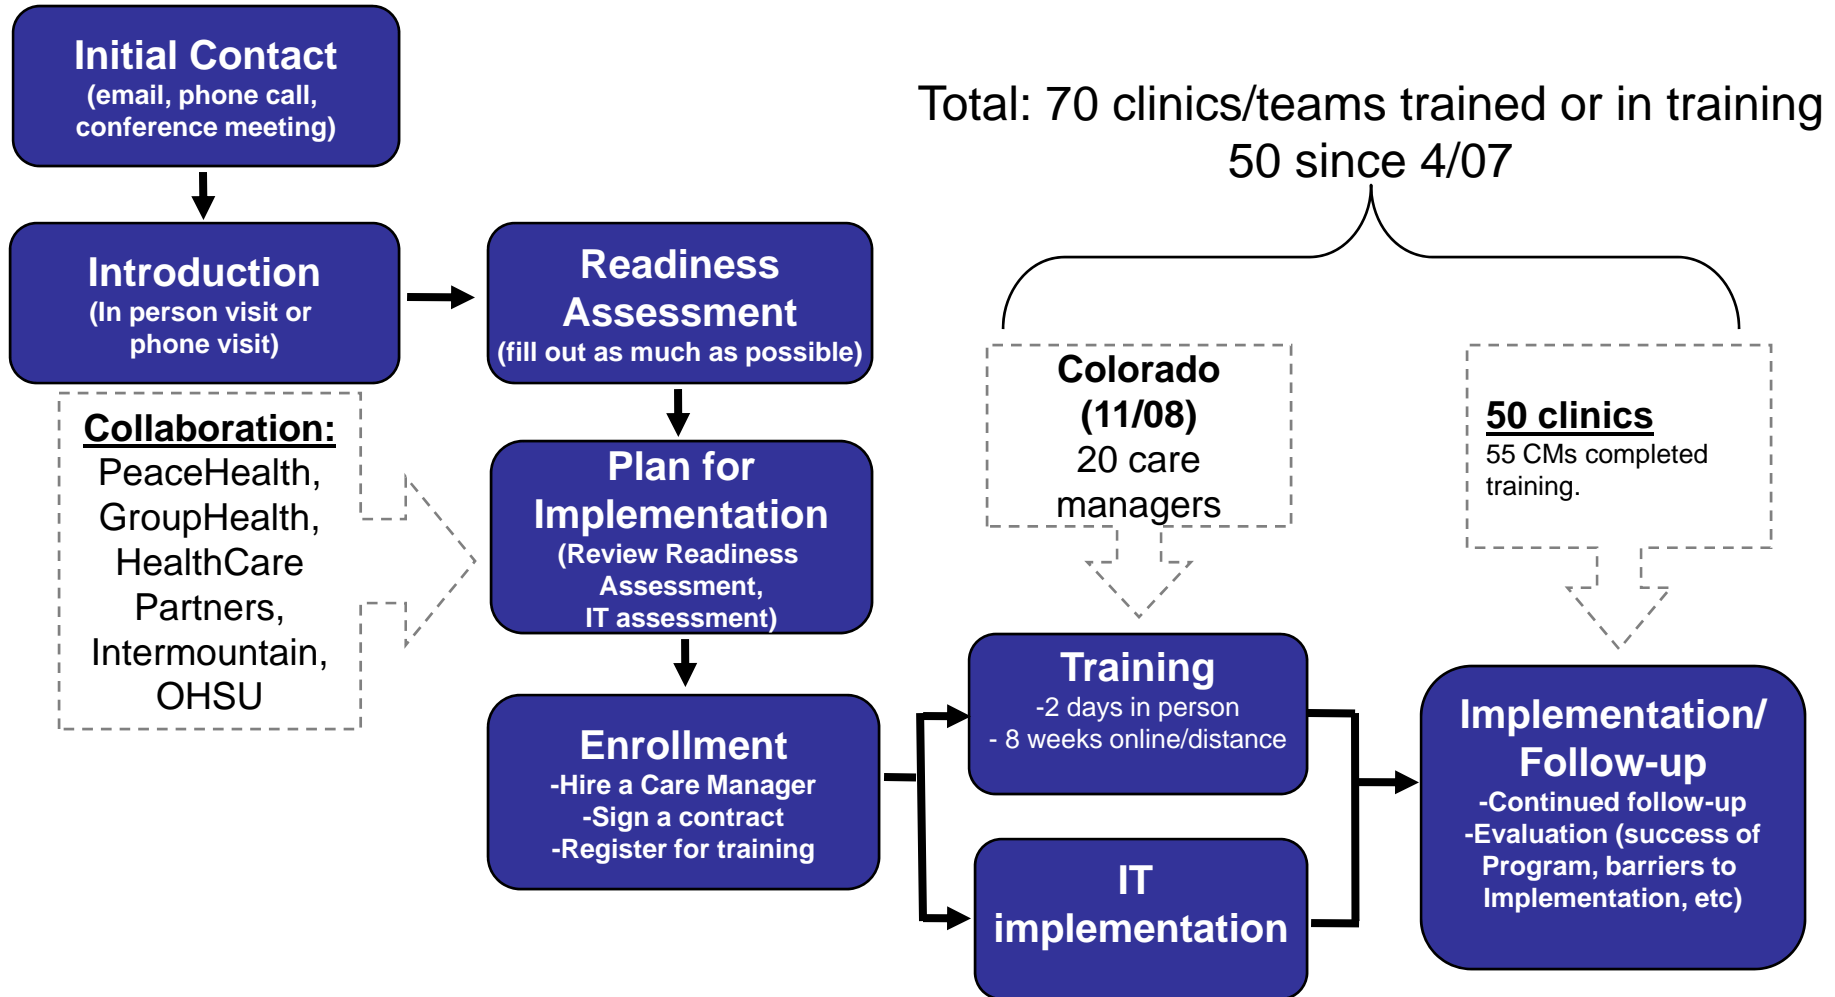 Initial Contact
(email, phone call,
conference meeting)
Total: 70 clinics/teams trained or in training
50 since 4/07
Introduction
(In person visit or
phone visit)
Readiness
Assessment
(fill out as much as possible)
Collaboration:
PeaceHealth,
GroupHealth,
HealthCare
Partners,
Intermountain,
OHSU
Plan for
Implementation
(Review Readiness
Assessment,
IT assessment)
Colorado
(11/08)
20 care
managers
50 clinics
55 CMs completed
training.
Enrollment
-Hire a Care Manager
-Sign a contract
-Register for training
Training
-2 days in person
- 8 weeks online/distance
IT
implementation
Implementation/
Follow-up
-Continued follow-up
-Evaluation (success of
Program, barriers to
Implementation, etc)